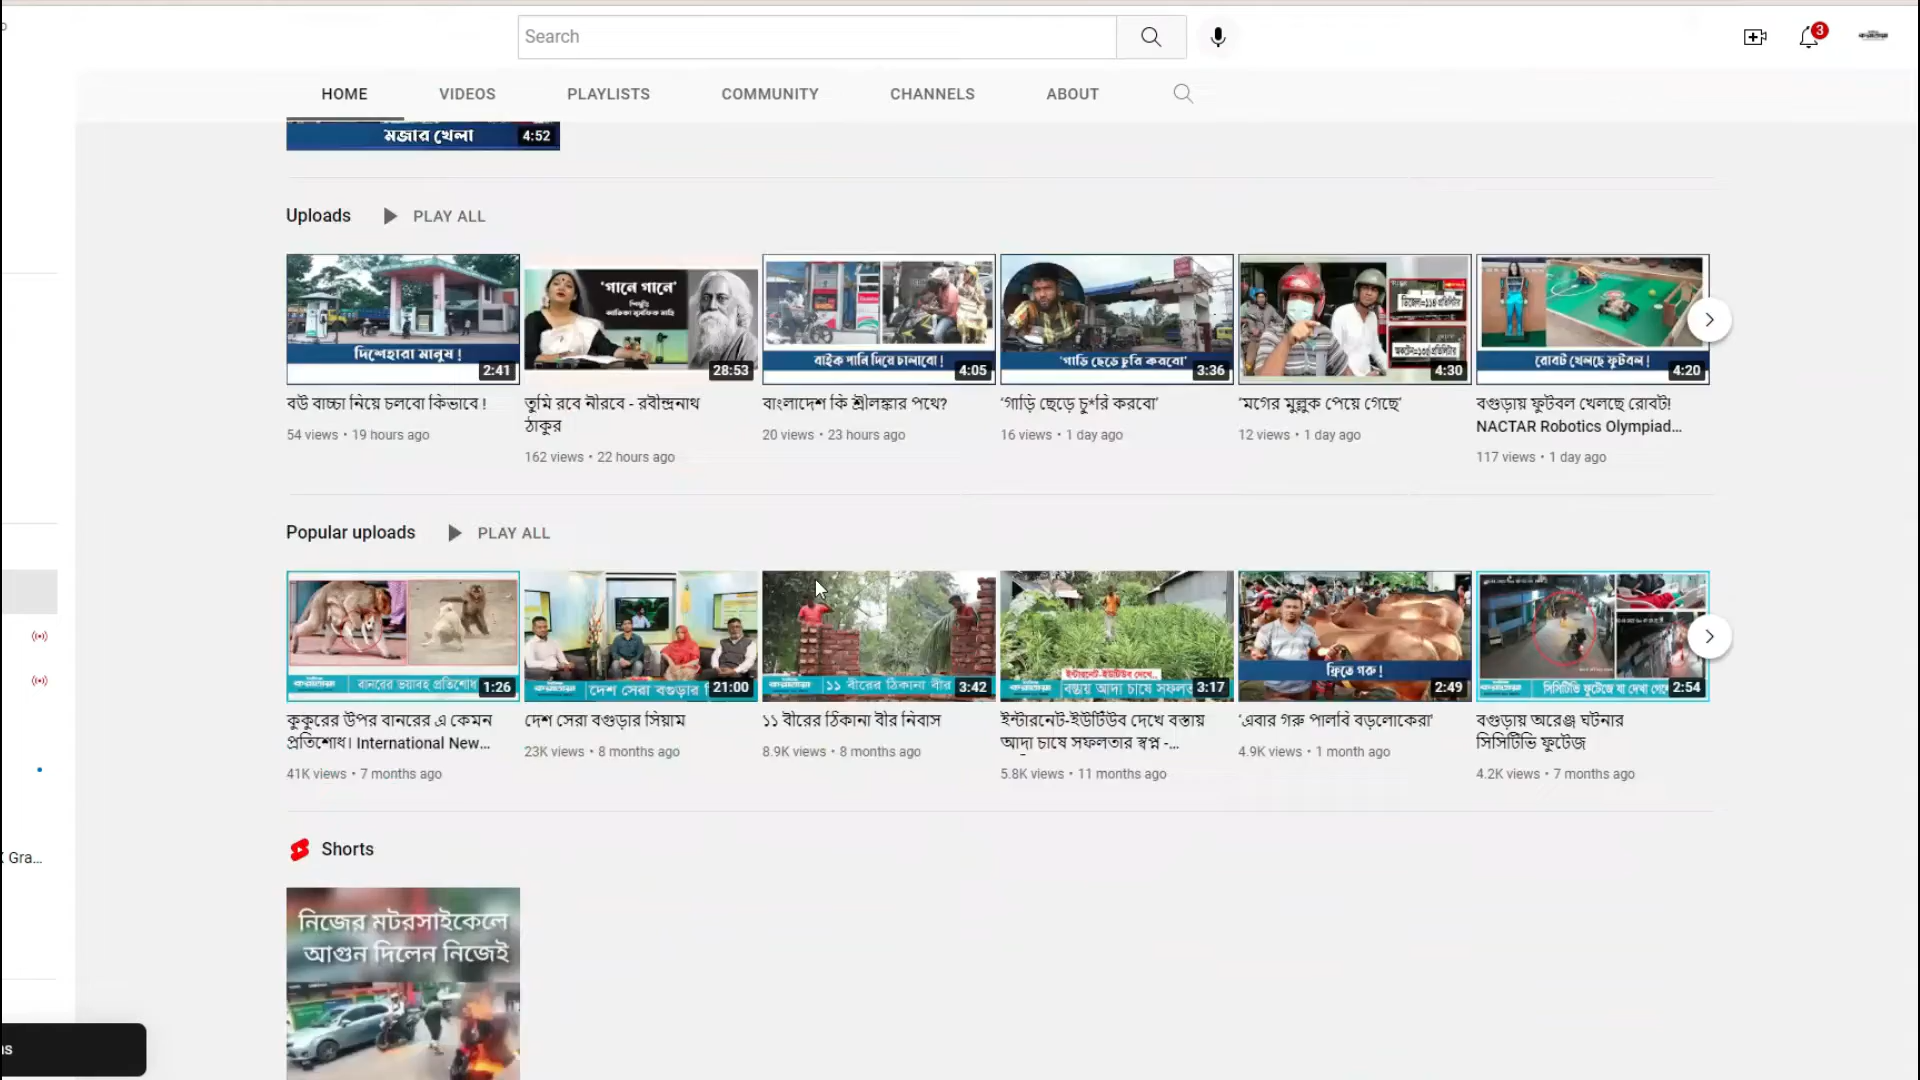 Search
3
HOME VIDEOS PLAYLISTS COMMUNITY CHANNELS ABOUT
মজার খেলা 4:52
Uploads PLAY ALL
দিশেহারা মানুষ ! 2:41
'গানে গানে'
28:53
বাইক পানি দিয়ে চালাবো ! 4:05
'গাড়ি ছেড়ে চুরি করবো' 3:36
4:30
রোবট খেলছে ফুটবল ! 4:20
বউ বাচ্চা নিয়ে চলবো কিভাবে !
54 views • 19 hours ago
তুমি রবে নীরবে - রবীন্দ্রনাথ
ঠাকুর
162 views • 22 hours ago
বাংলাদেশ কি শ্রীলঙ্কার পথে?
20 views • 23 hours ago
'গাড়ি ছেড়ে চু*রি করবো'
16 views • 1 day ago
'মগের মুল্লুক পেয়ে গেছে'
12 views • 1 day ago
বগুড়ায় ফুটবল খেলছে রোবট!
NACTAR Robotics Olympiad...
117 views • 1 day ago
Popular uploads PLAY ALL
বানরের ভয়াবহ প্রতিশোধ 1:26
দেশ সেরা বগুড়ার 21:00
১১ বীরের ঠিকানা বীর 3:42
ইন্টারনেট-ইউটিউব দেখে..
বস্তায় আদা চাষে সফল 3:17
ফ্রিতে গরু ! 2:49
সিসিটিভি ফুটেজে যা দেখা গেছে 2:54
কুকুরের উপর বানরের এ কেমন
প্রতিশোধ। International New...
41K views • 7 months ago
দেশ সেরা বগুড়ার সিয়াম
23K views • 8 months ago
১১ বীরের ঠিকানা বীর নিবাস
8.9K views • 8 months ago
ইন্টারনেট-ইউটিউব দেখে বস্তায়
আদা চাষে সফলতার স্বপ্ন -...
5.8K views • 11 months ago
'এবার গরু পালবি বড়লোকেরা'
4.9K views • 1 month ago
বগুড়ায় অরেঞ্জ ঘটনার
সিসিটিভি ফুটেজ
4.2K views • 7 months ago
Shorts
Gra...
নিজের মটরসাইকেলে
আগুন দিলেন নিজেই